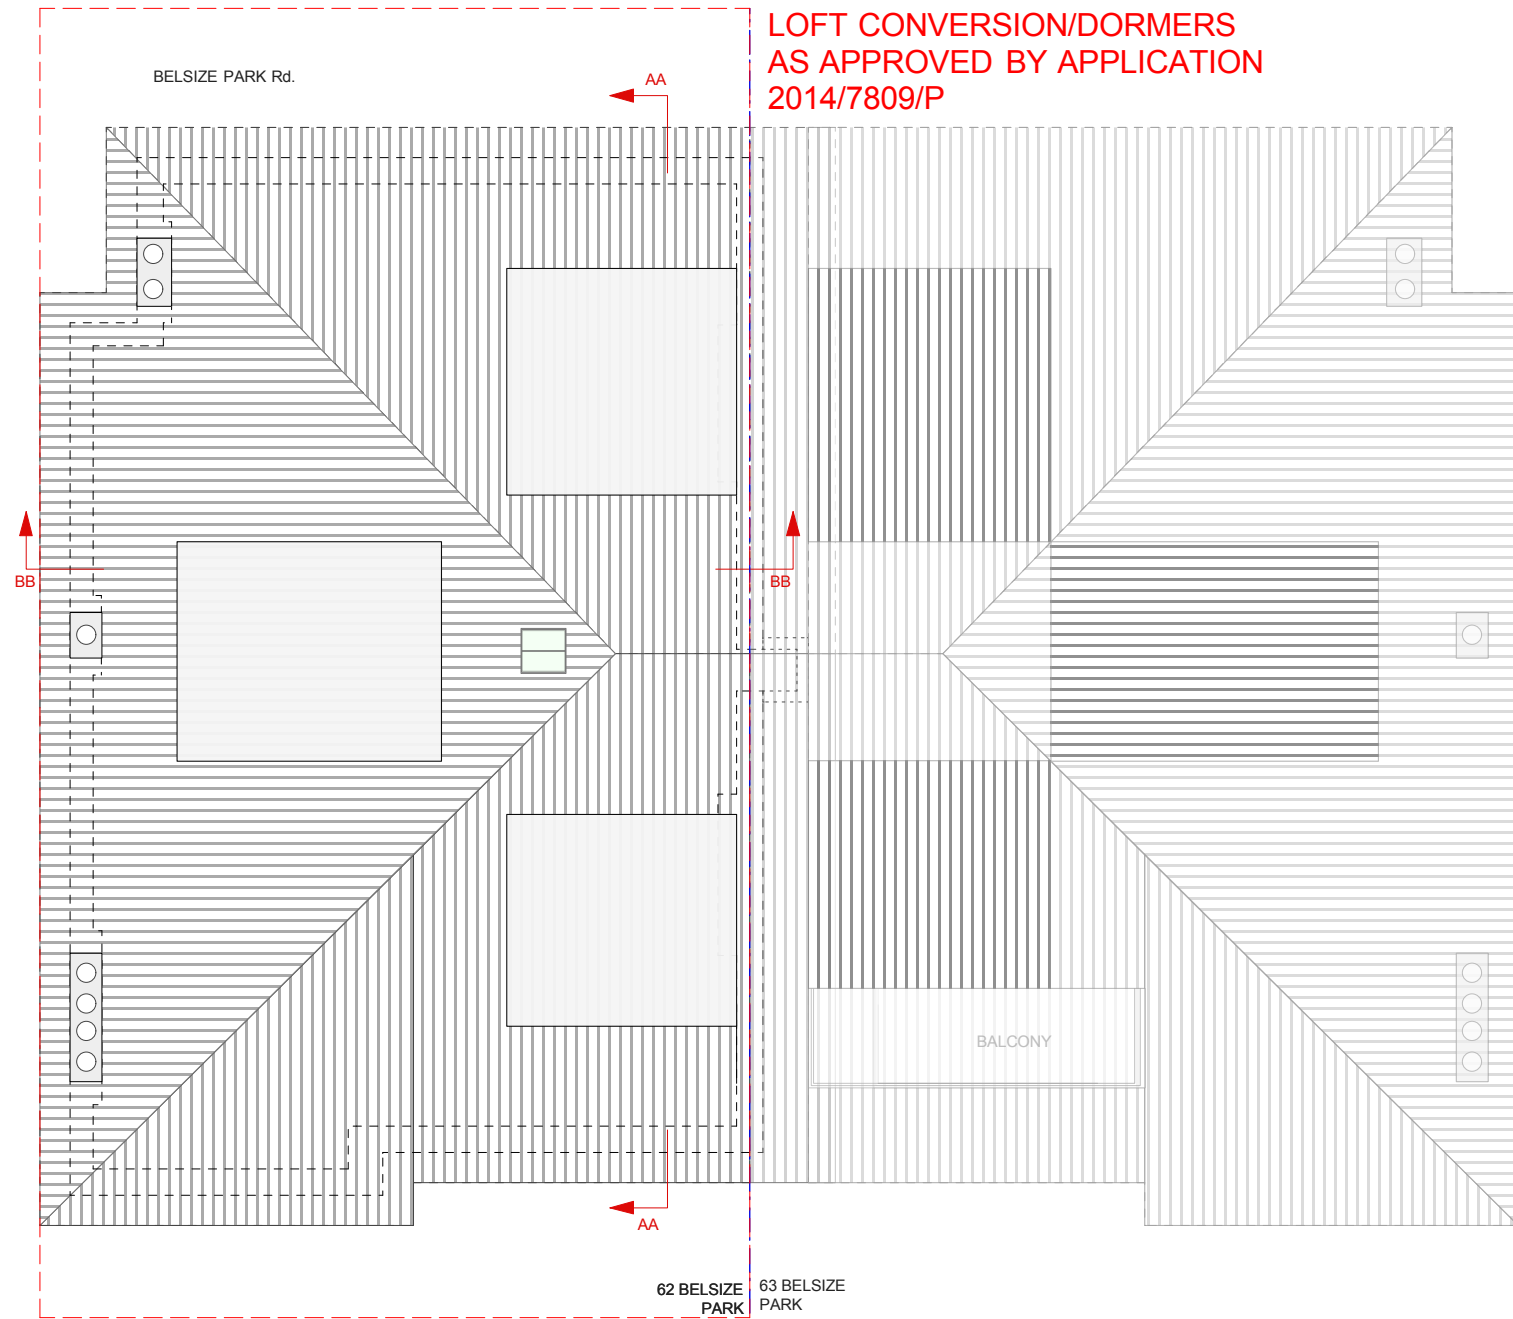 LOFT CONVERSION/DORMERS
AS APPROVED BY APPLICATION
2014/7809/P
BELSIZE PARK Rd.
AA
BB
BB
BALCONY
AA
62 BELSIZE
PARK
63 BELSIZE
PARK